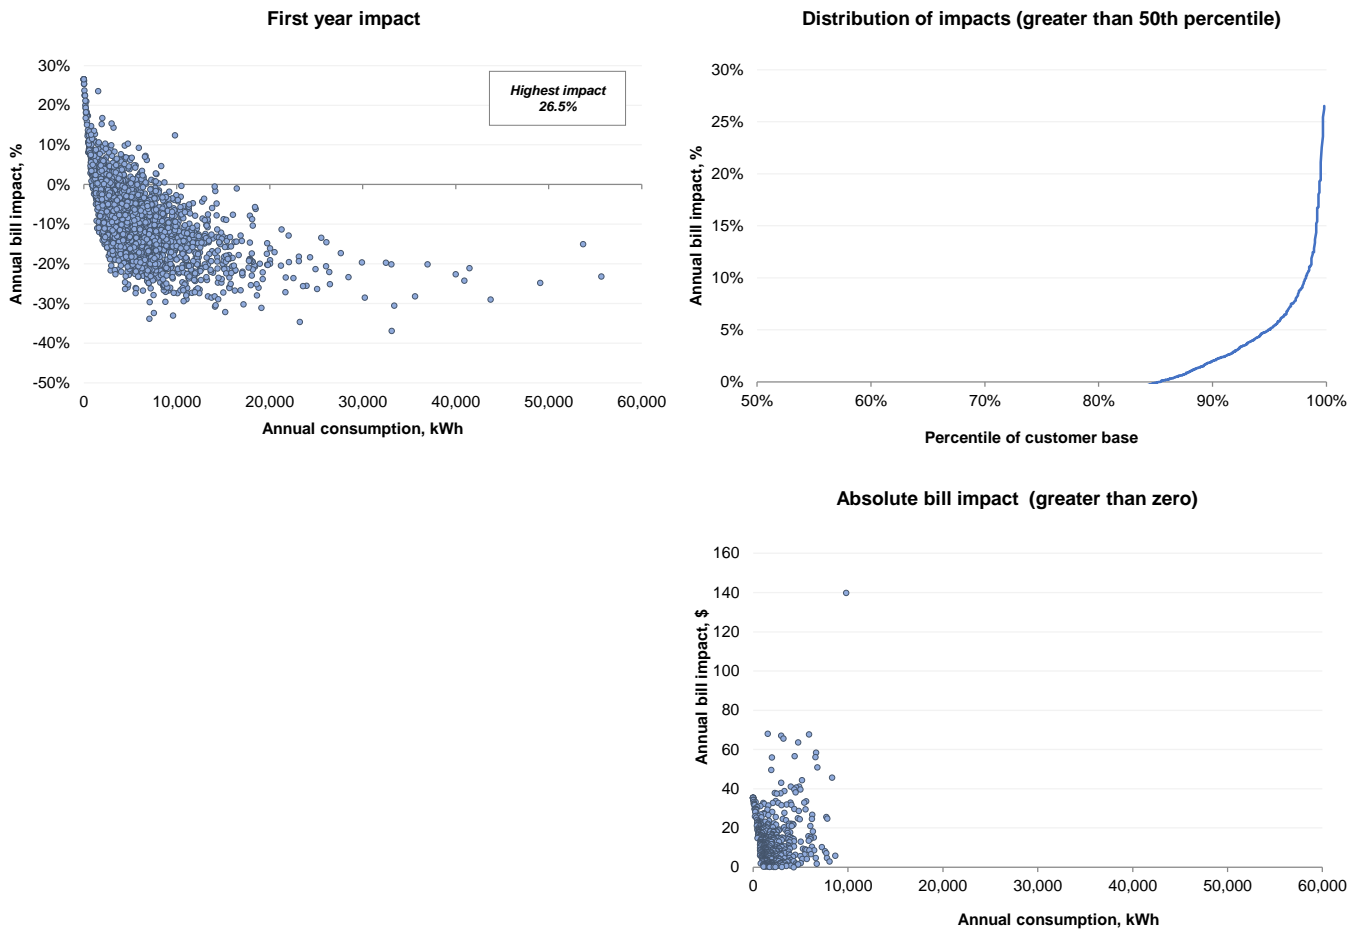 First year impact
30%
20%
10%
0%
-10%
-20%
-30%
-40%
-50%
Annual bill impact, %
Highest impact
26.5%
0 10,000 20,000 30,000 40,000 50,000 60,000
Annual consumption, kWh
Distribution of impacts (greater than 50th percentile)
30%
25%
20%
15%
10%
5%
0%
Annual bill impact, %
50% 60% 70% 80% 90% 100%
Percentile of customer base
Absolute bill impact  (greater than zero)
160
140
120
100
80
60
40
20
0
Annual bill impact, $
0 10,000 20,000 30,000 40,000 50,000 60,000
Annual consumption, kWh